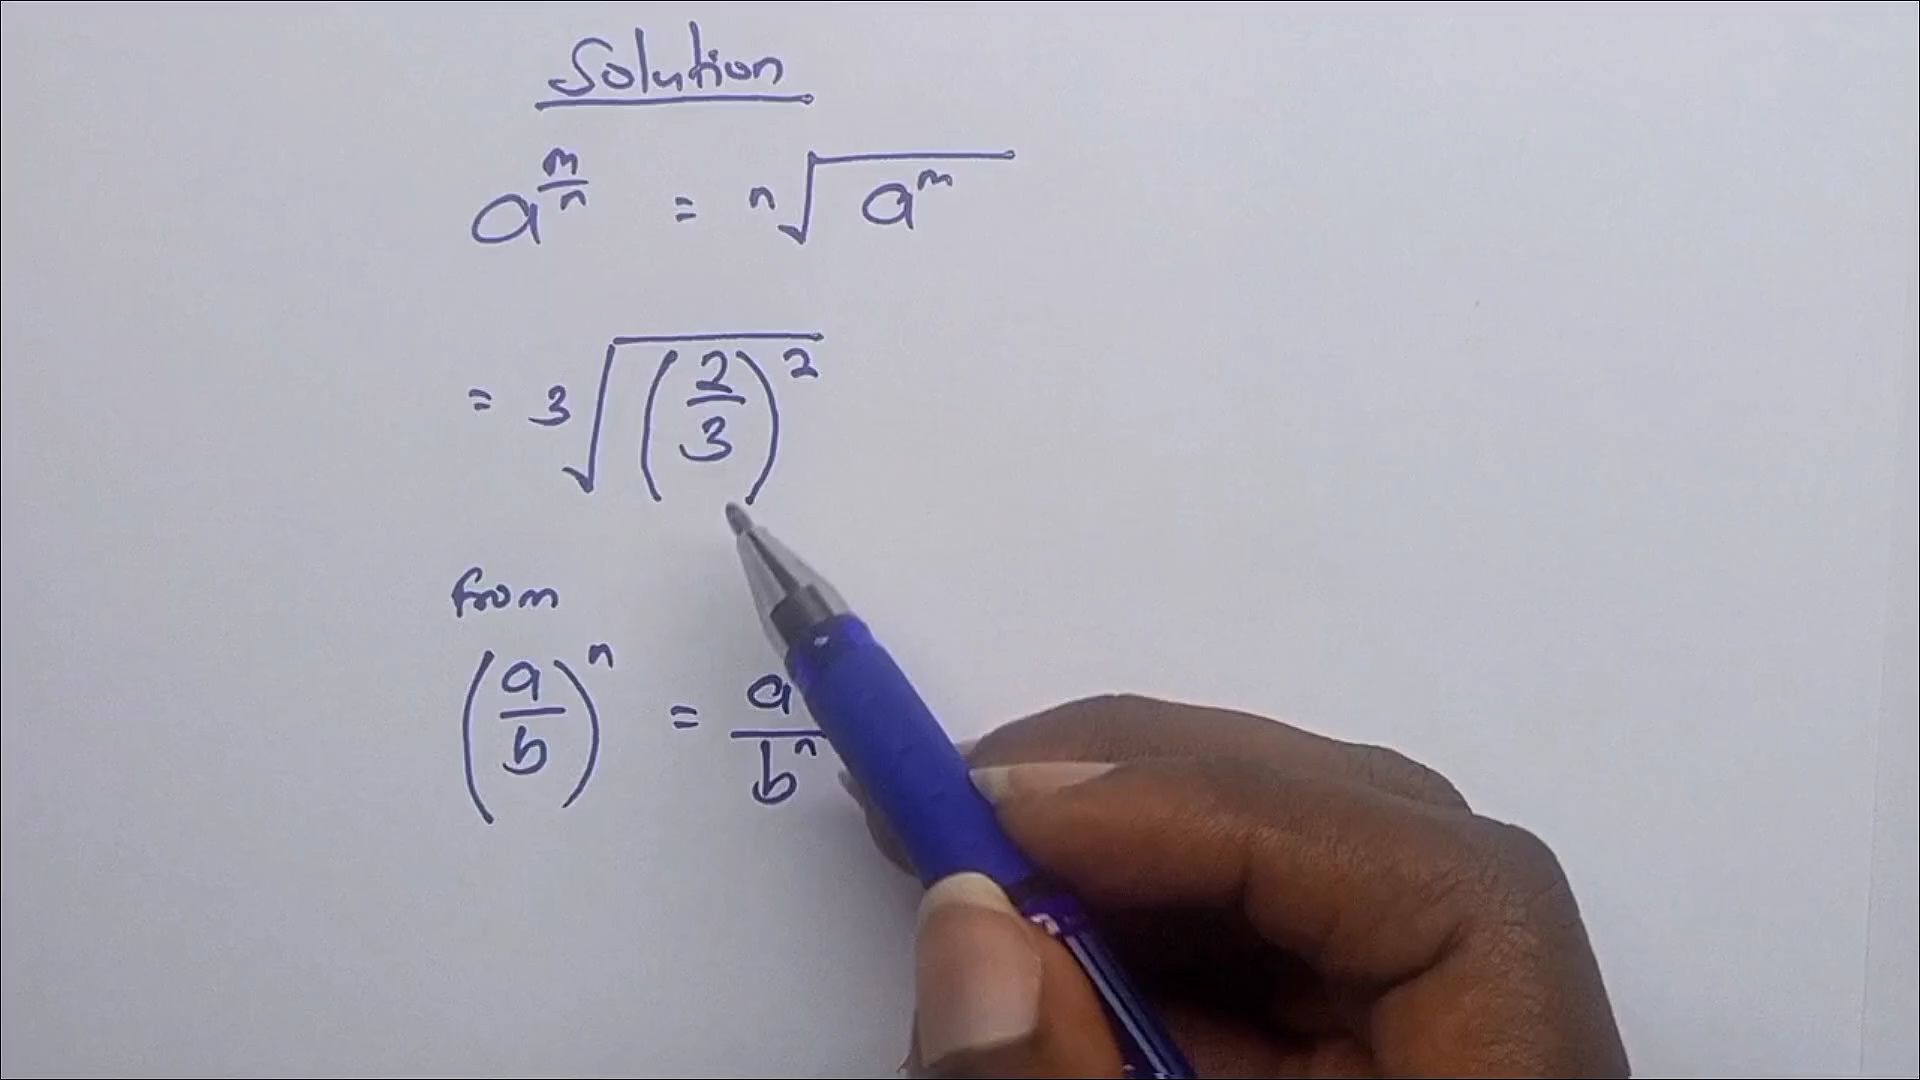 Solution
a^(m/n) = ⁿ√(a^m)
= ³√((2/3)²)
from
(a/b)^n = a/b^n